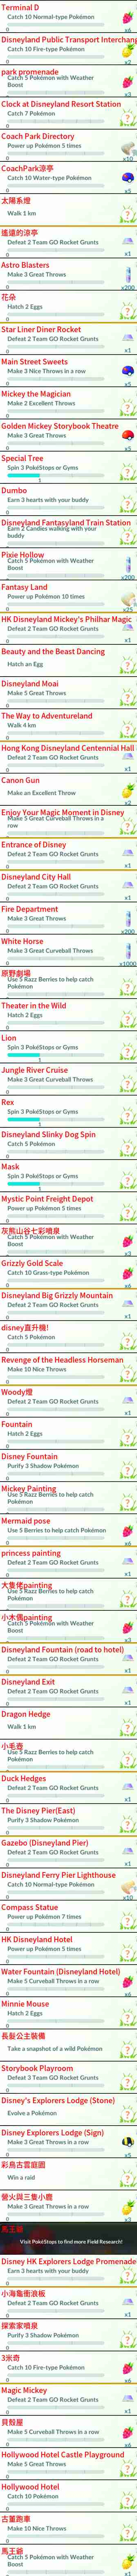 Terminal D
Catch 10 Normal-type Pokémon
0
x6
Disneyland Public Transport Interchang
Catch 10 Fire-type Pokémon
0
x2
park promenade
Catch 5 Pokémon with Weather
Boost
0
x3
Clock at Disneyland Resort Station
Catch 7 Pokémon
0
Coach Park Directory
Power up Pokémon 5 times
0
x10
CoachPark涼亭
Catch 10 Water-type Pokémon
0
x5
太陽系燈
Walk 1 km
0
遙遠的涼亭
Defeat 2 Team GO Rocket Grunts
0
x1
Astro Blasters
Make 3 Great Throws
0
x200
花朵
Hatch 2 Eggs
0
Star Liner Diner Rocket
Defeat 2 Team GO Rocket Grunts
0
x1
Main Street Sweets
Make 3 Nice Throws in a row
0
x5
Mickey the Magician
Make 2 Excellent Throws
0
Golden Mickey Storybook Theatre
Make 3 Great Throws
0
x5
Special Tree
Spin 3 PokéStops or Gyms
1
Dumbo
Earn 3 hearts with your buddy
0
Disneyland Fantasyland Train Station
Earn 2 Candies walking with your
buddy
0
Pixie Hollow
Catch 5 Pokémon with Weather
Boost
0
x200
Fantasy Land
Power up Pokémon 10 times
0
x25
HK Disneyland Mickey's Philhar Magic
Defeat 2 Team GO Rocket Grunts
0
x1
Beauty and the Beast Dancing
Hatch an Egg
0
Disneyland Moai
Make 5 Great Throws
0
The Way to Adventureland
Walk 4 km
0
Hong Kong Disneyland Centennial Hall
Defeat 2 Team GO Rocket Grunts
0
x1
Canon Gun
Make an Excellent Throw
0
x2
Enjoy Your Magic Moment in Disney
Make 5 Great Curveball Throws in a
row
0
Entrance of Disney
Defeat 2 Team GO Rocket Grunts
0
x1
Disneyland City Hall
Defeat 2 Team GO Rocket Grunts
0
x1
Fire Department
Make 3 Great Throws
0
x200
White Horse
Make 3 Great Curveball Throws
0
x1000
原野劇場
Use 5 Razz Berries to help catch
Pokémon
0
Theater in the Wild
Hatch 2 Eggs
0
Lion
Spin 3 PokéStops or Gyms
1
Jungle River Cruise
Make 3 Great Curveball Throws
0
Rex
Spin 3 PokéStops or Gyms
1
Disneyland Slinky Dog Spin
Catch 5 Pokémon
0
Mask
Spin 3 PokéStops or Gyms
1
Mystic Point Freight Depot
Power up Pokémon 5 times
0
灰熊山谷七彩噴泉
Catch 5 Pokémon with Weather
Boost
0
x3
Grizzly Gold Scale
Catch 10 Grass-type Pokémon
0
x6
Disneyland Big Grizzly Mountain
Defeat 2 Team GO Rocket Grunts
0
x1
disney直升機!
Catch 5 Pokémon
0
Revenge of the Headless Horseman
Make 10 Nice Throws
0
Woody燈
Defeat 2 Team GO Rocket Grunts
0
x1
Fountain
Hatch 2 Eggs
0
Disney Fountain
Purify 3 Shadow Pokémon
0
Mickey Painting
Use 5 Razz Berries to help catch
Pokémon
0
Mermaid pose
Use 5 Berries to help catch Pokémon
0
x6
princess painting
Defeat 2 Team GO Rocket Grunts
0
x1
大隻佬painting
Use 5 Razz Berries to help catch
Pokémon
0
小木偶painting
Catch 5 Pokémon with Weather
Boost
0
x3
Disneyland Fountain (road to hotel)
Defeat 2 Team GO Rocket Grunts
0
x1
Disneyland Exit
Defeat 2 Team GO Rocket Grunts
0
x1
Dragon Hedge
Walk 1 km
0
小毛卷
Use 5 Razz Berries to help catch
Pokémon
0
Duck Hedges
Defeat 2 Team GO Rocket Grunts
0
x1
The Disney Pier(East)
Purify 3 Shadow Pokémon
0
Gazebo (Disneyland Pier)
Defeat 2 Team GO Rocket Grunts
0
x1
Disneyland Ferry Pier Lighthouse
Catch 10 Normal-type Pokémon
0
x10
Compass Statue
Power up Pokémon 7 times
0
HK Disneyland Hotel
Power up Pokémon 5 times
0
Water Fountain (Disneyland Hotel)
Make 5 Curveball Throws in a row
0
x6
Minnie Mouse
Hatch 2 Eggs
0
長髮公主裝備
Take a snapshot of a wild Pokémon
0
Storybook Playroom
Defeat 3 Team GO Rocket Grunts
0
Disney's Explorers Lodge (Stone)
Evolve a Pokémon
0
Disney Explorers Lodge (Sign)
Make 3 Great Throws in a row
0
x5
彩鳥古雲庭園
Win a raid
0
螢火與三隻小鹿
Make 3 Great Throws in a row
0
x3
馬王爺
Visit PokéStops to find more Field Research!
Disney HK Explorers Lodge Promenade
Earn 3 hearts with your buddy
0
小海龜衝浪板
Defeat 2 Team GO Rocket Grunts
0
x1
探索家噴泉
Purify 3 Shadow Pokémon
0
3米奇
Catch 10 Fire-type Pokémon
0
x6
Magic Mickey
Defeat 2 Team GO Rocket Grunts
0
x1
貝殼屋
Make 5 Curveball Throws in a row
0
x6
Hollywood Hotel Castle Playground
Make 5 Great Throws
0
Hollywood Hotel
Catch 10 Pokémon
0
古董跑車
Make 10 Nice Throws
0
馬王爺
Catch 5 Pokémon with Weather
Boost
0